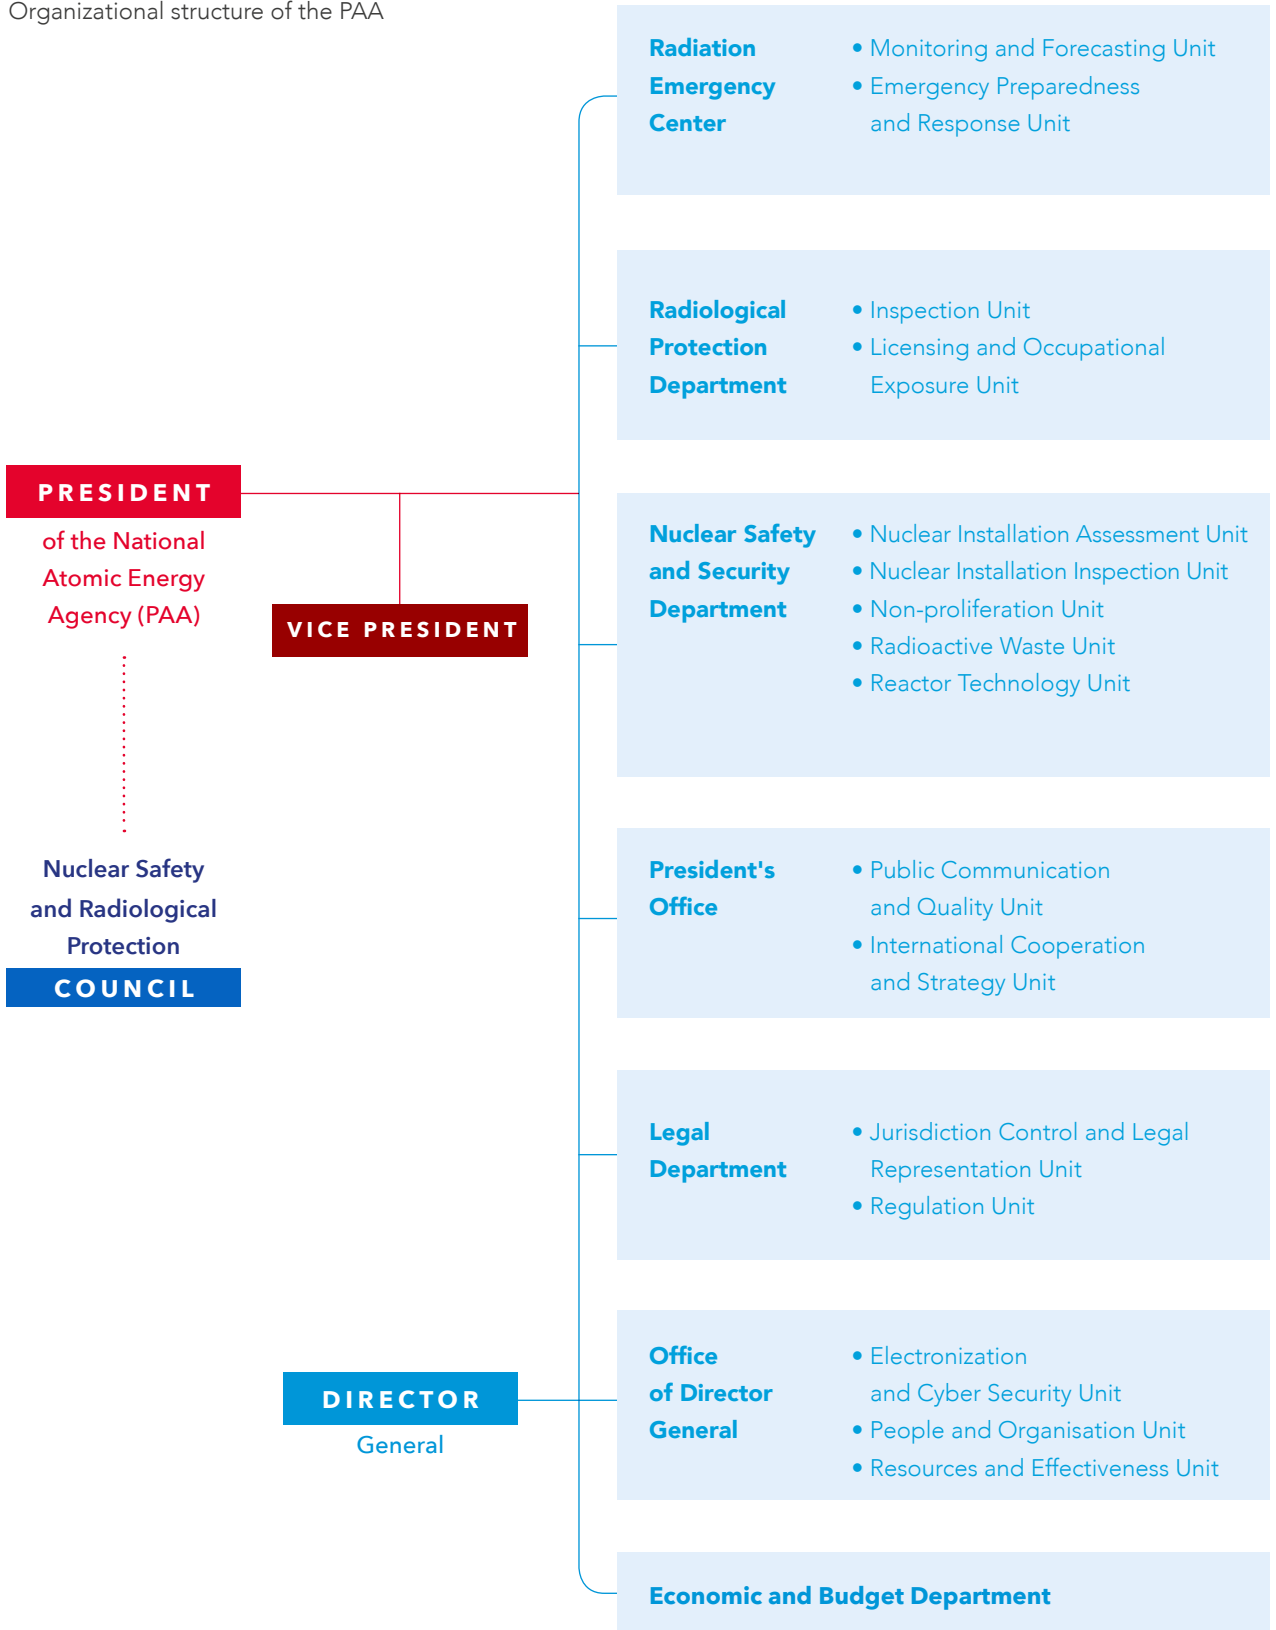 Organizational structure of the PAA
Radiation
Emergency
Center
• Monitoring and Forecasting Unit
• Emergency Preparedness
and Response Unit
Radiological
Protection
Department
• Inspection Unit
• Licensing and Occupational
Exposure Unit
PRESIDENT
of the National
Atomic Energy
Agency (PAA)
VICE PRESIDENT
Nuclear Safety
and Security
Department
• Nuclear Installation Assessment Unit
• Nuclear Installation Inspection Unit
• Non-proliferation Unit
• Radioactive Waste Unit
• Reactor Technology Unit
Nuclear Safety
and Radiological
Protection
COUNCIL
President's
Office
• Public Communication
and Quality Unit
• International Cooperation
and Strategy Unit
Legal
Department
• Jurisdiction Control and Legal
Representation Unit
• Regulation Unit
DIRECTOR
General
Office
of Director
General
• Electronization
and Cyber Security Unit
• People and Organisation Unit
• Resources and Effectiveness Unit
Economic and Budget Department